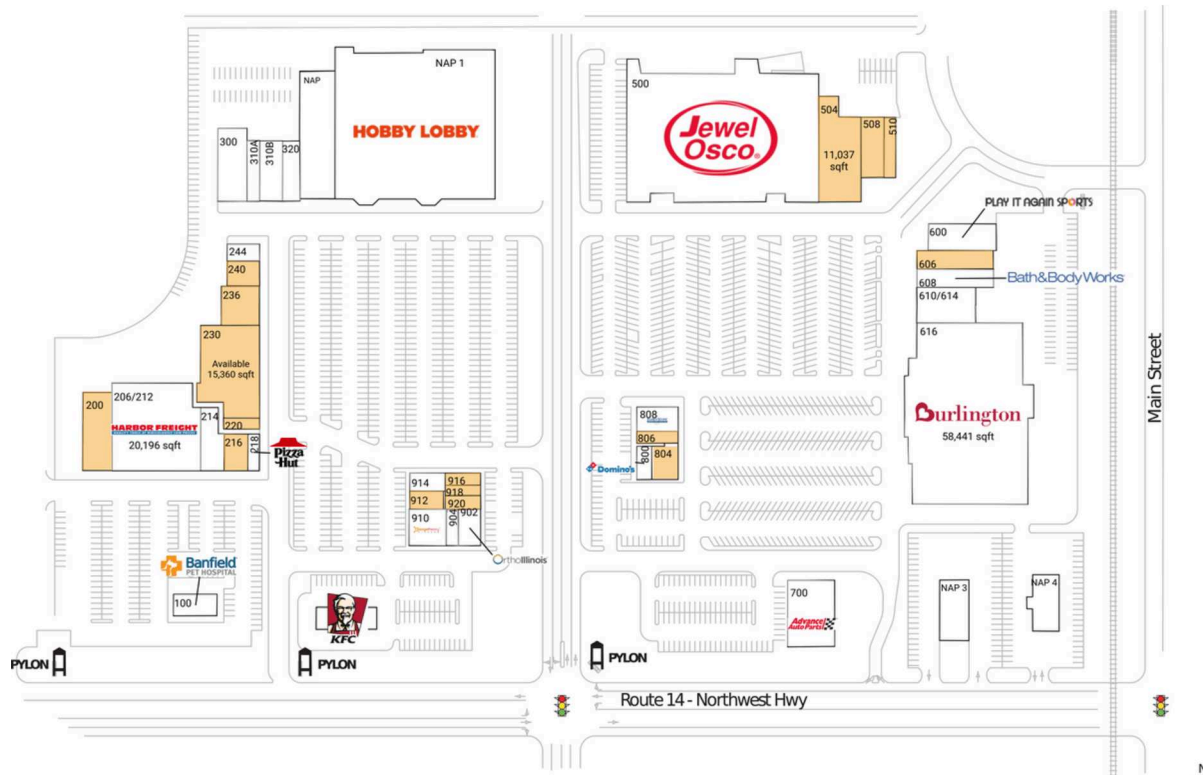 NAP
NAP 1
HOBBY LOBBY
300
310A
310B
320
500
Jewel
Osco
504
11,037
sqft
508
510
PLAY IT AGAIN SPORTS
600
606
608
Bath&BodyWorks
610/614
616
Burlington
58,441 sqft
Main Street
244
240
236
230
Available
15,360 sqft
200
206/212
HARBOR FREIGHT
20,196 sqft
214
220
216
218
Pizza
Hut
808
806
800
804
Domino's
914
916
918
912
920
910
904
902
OrthoIllinois
Banfield
PET HOSPITAL
100
KFC
700
Advance
Auto Parts
NAP 3
NAP 4
PYLON
PYLON
PYLON
Route 14 - Northwest Hwy